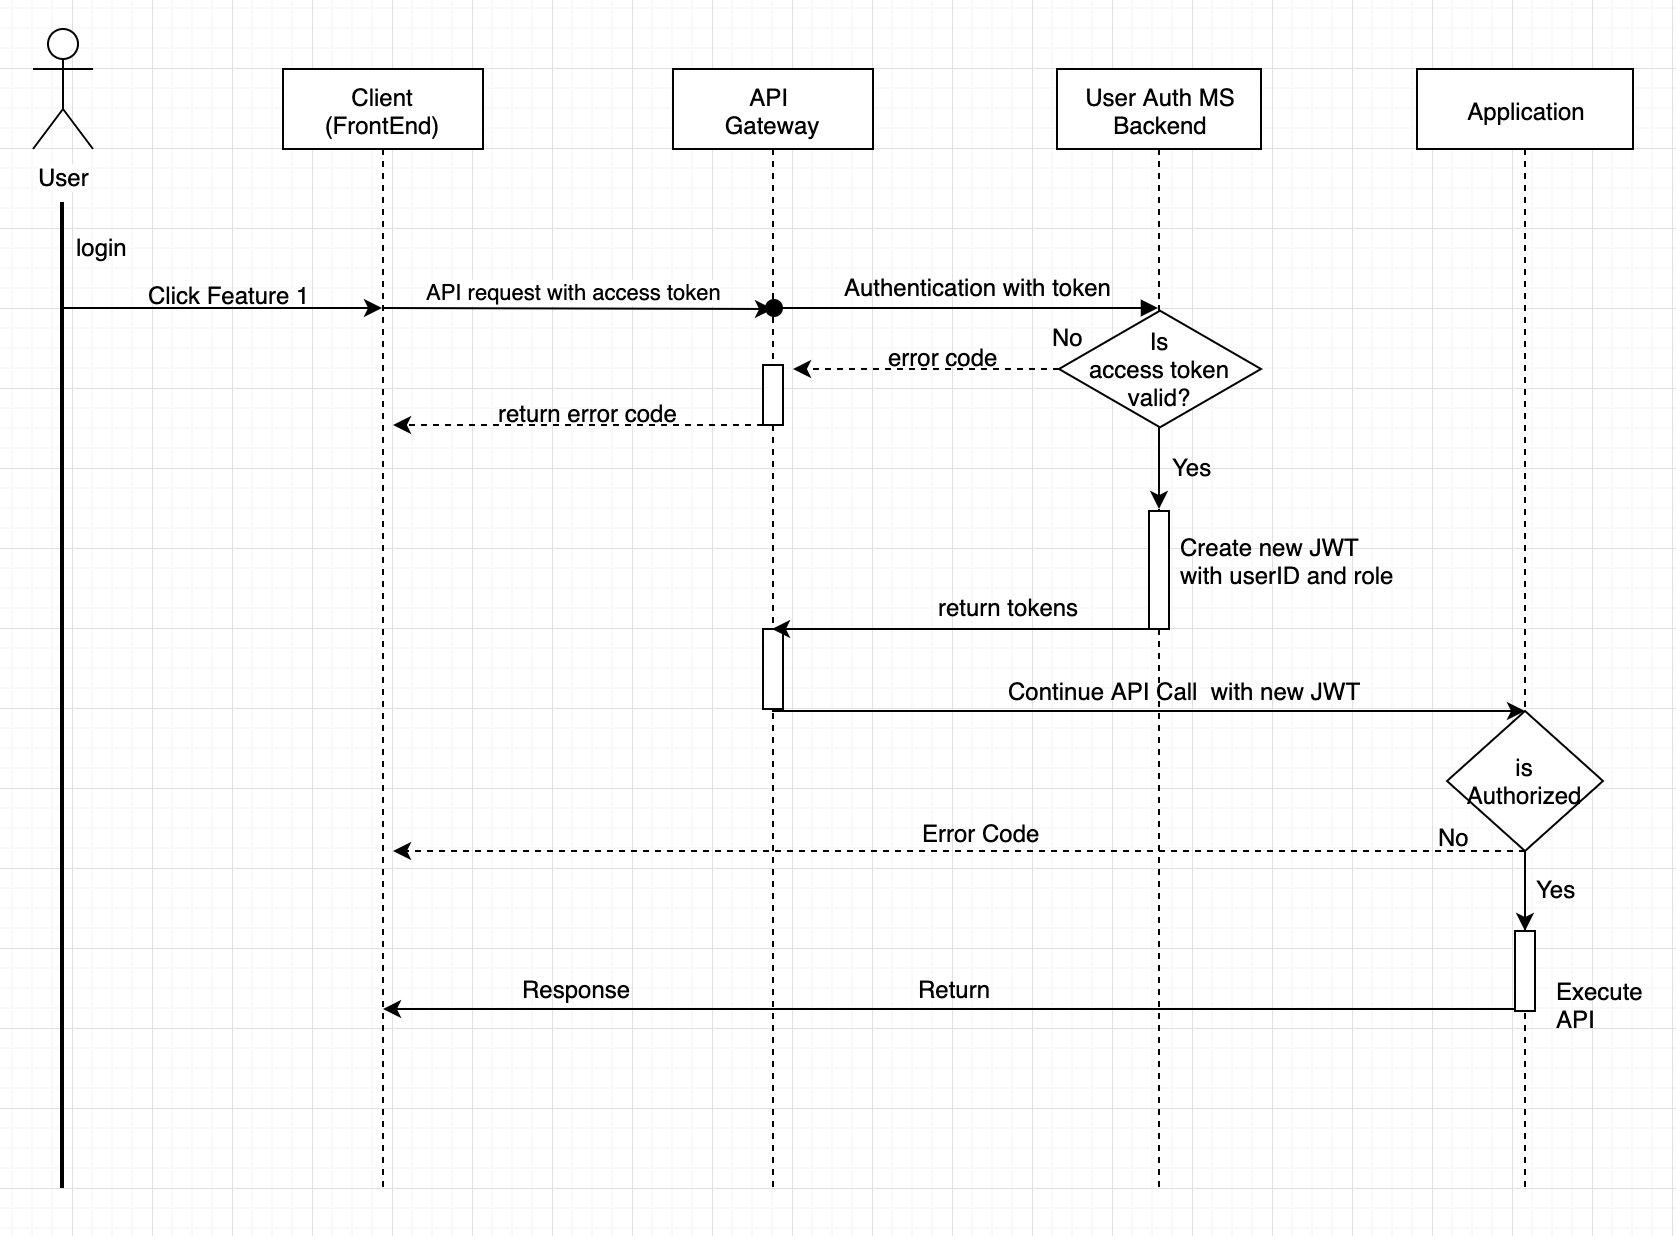 Client
(FrontEnd)
API
Gateway
User Auth MS
Backend
Application
User
login
Click Feature 1
API request with access token
Authentication with token
No
Is
access token
valid?
error code
return error code
Yes
Create new JWT
with userID and role
return tokens
Continue API Call  with new JWT
is
Authorized
Error Code
No
Yes
Response
Return
Execute
API